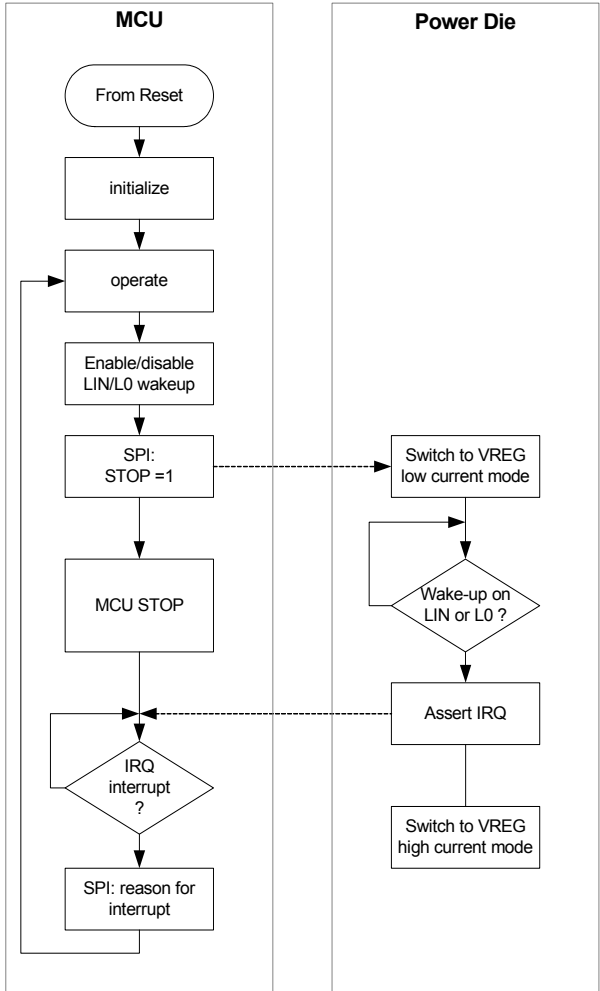 MCU
From Reset
initialize
operate
Enable/disable
LIN/L0 wakeup
SPI:
STOP =1
MCU STOP
IRQ
interrupt
?
SPI: reason for
interrupt
Power Die
Switch to VREG
low current mode
Wake-up on
LIN or L0 ?
Assert IRQ
Switch to VREG
high current mode